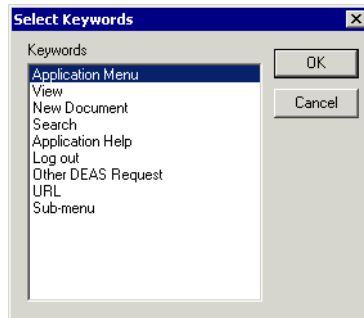 Select Keywords
Keywords
OK
Application Menu
View
New Document
Cancel
Search
Application Help
Log out
Other DEAS Request
URL
Sub-menu